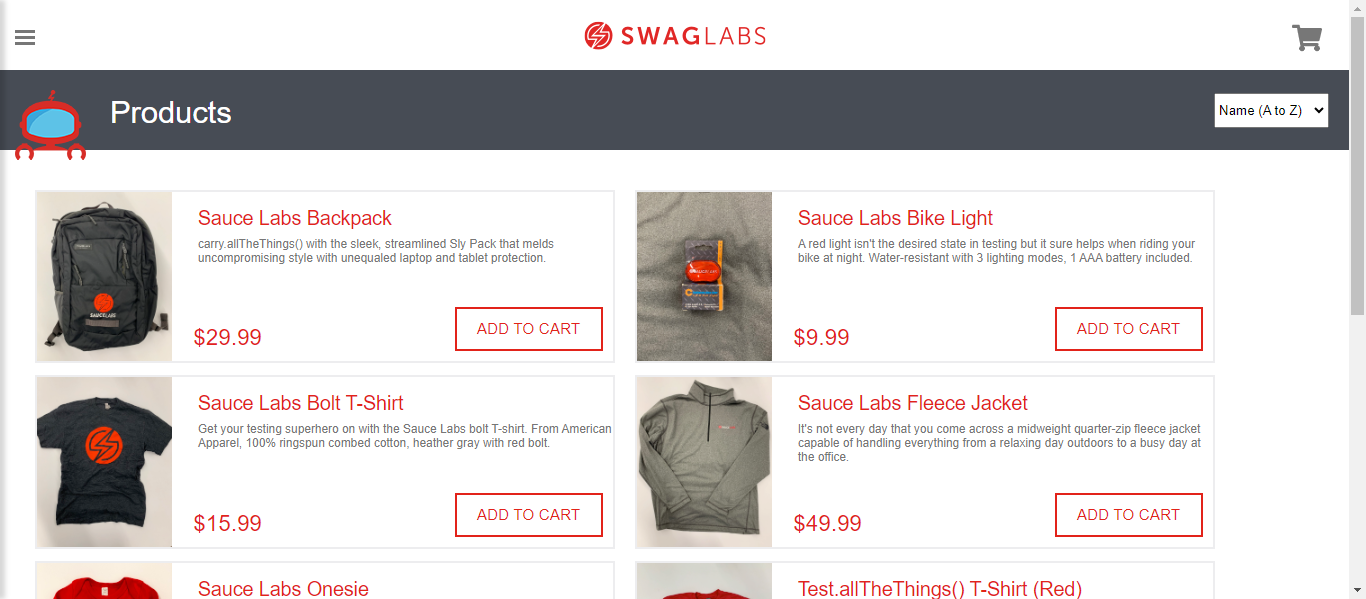 SWAGLABS
Products
Name (A to Z)
Sauce Labs Backpack
carry.allTheThings() with the sleek, streamlined Sly Pack that melds
uncompromising style with unequaled laptop and tablet protection.
$29.99
ADD TO CART
SAUCELABS
Sauce Labs Bike Light
A red light isn't the desired state in testing but it sure helps when riding your
bike at night. Water-resistant with 3 lighting modes, 1 AAA battery included.
$9.99
ADD TO CART
Sauce Labs Bolt T-Shirt
Get your testing superhero on with the Sauce Labs bolt T-shirt. From American
Apparel, 100% ringspun combed cotton, heather gray with red bolt.
$15.99
ADD TO CART
Sauce Labs Fleece Jacket
It's not every day that you come across a midweight quarter-zip fleece jacket
capable of handling everything from a relaxing day outdoors to a busy day at
the office.
$49.99
ADD TO CART
Sauce Labs Onesie
Test.allTheThings() T-Shirt (Red)